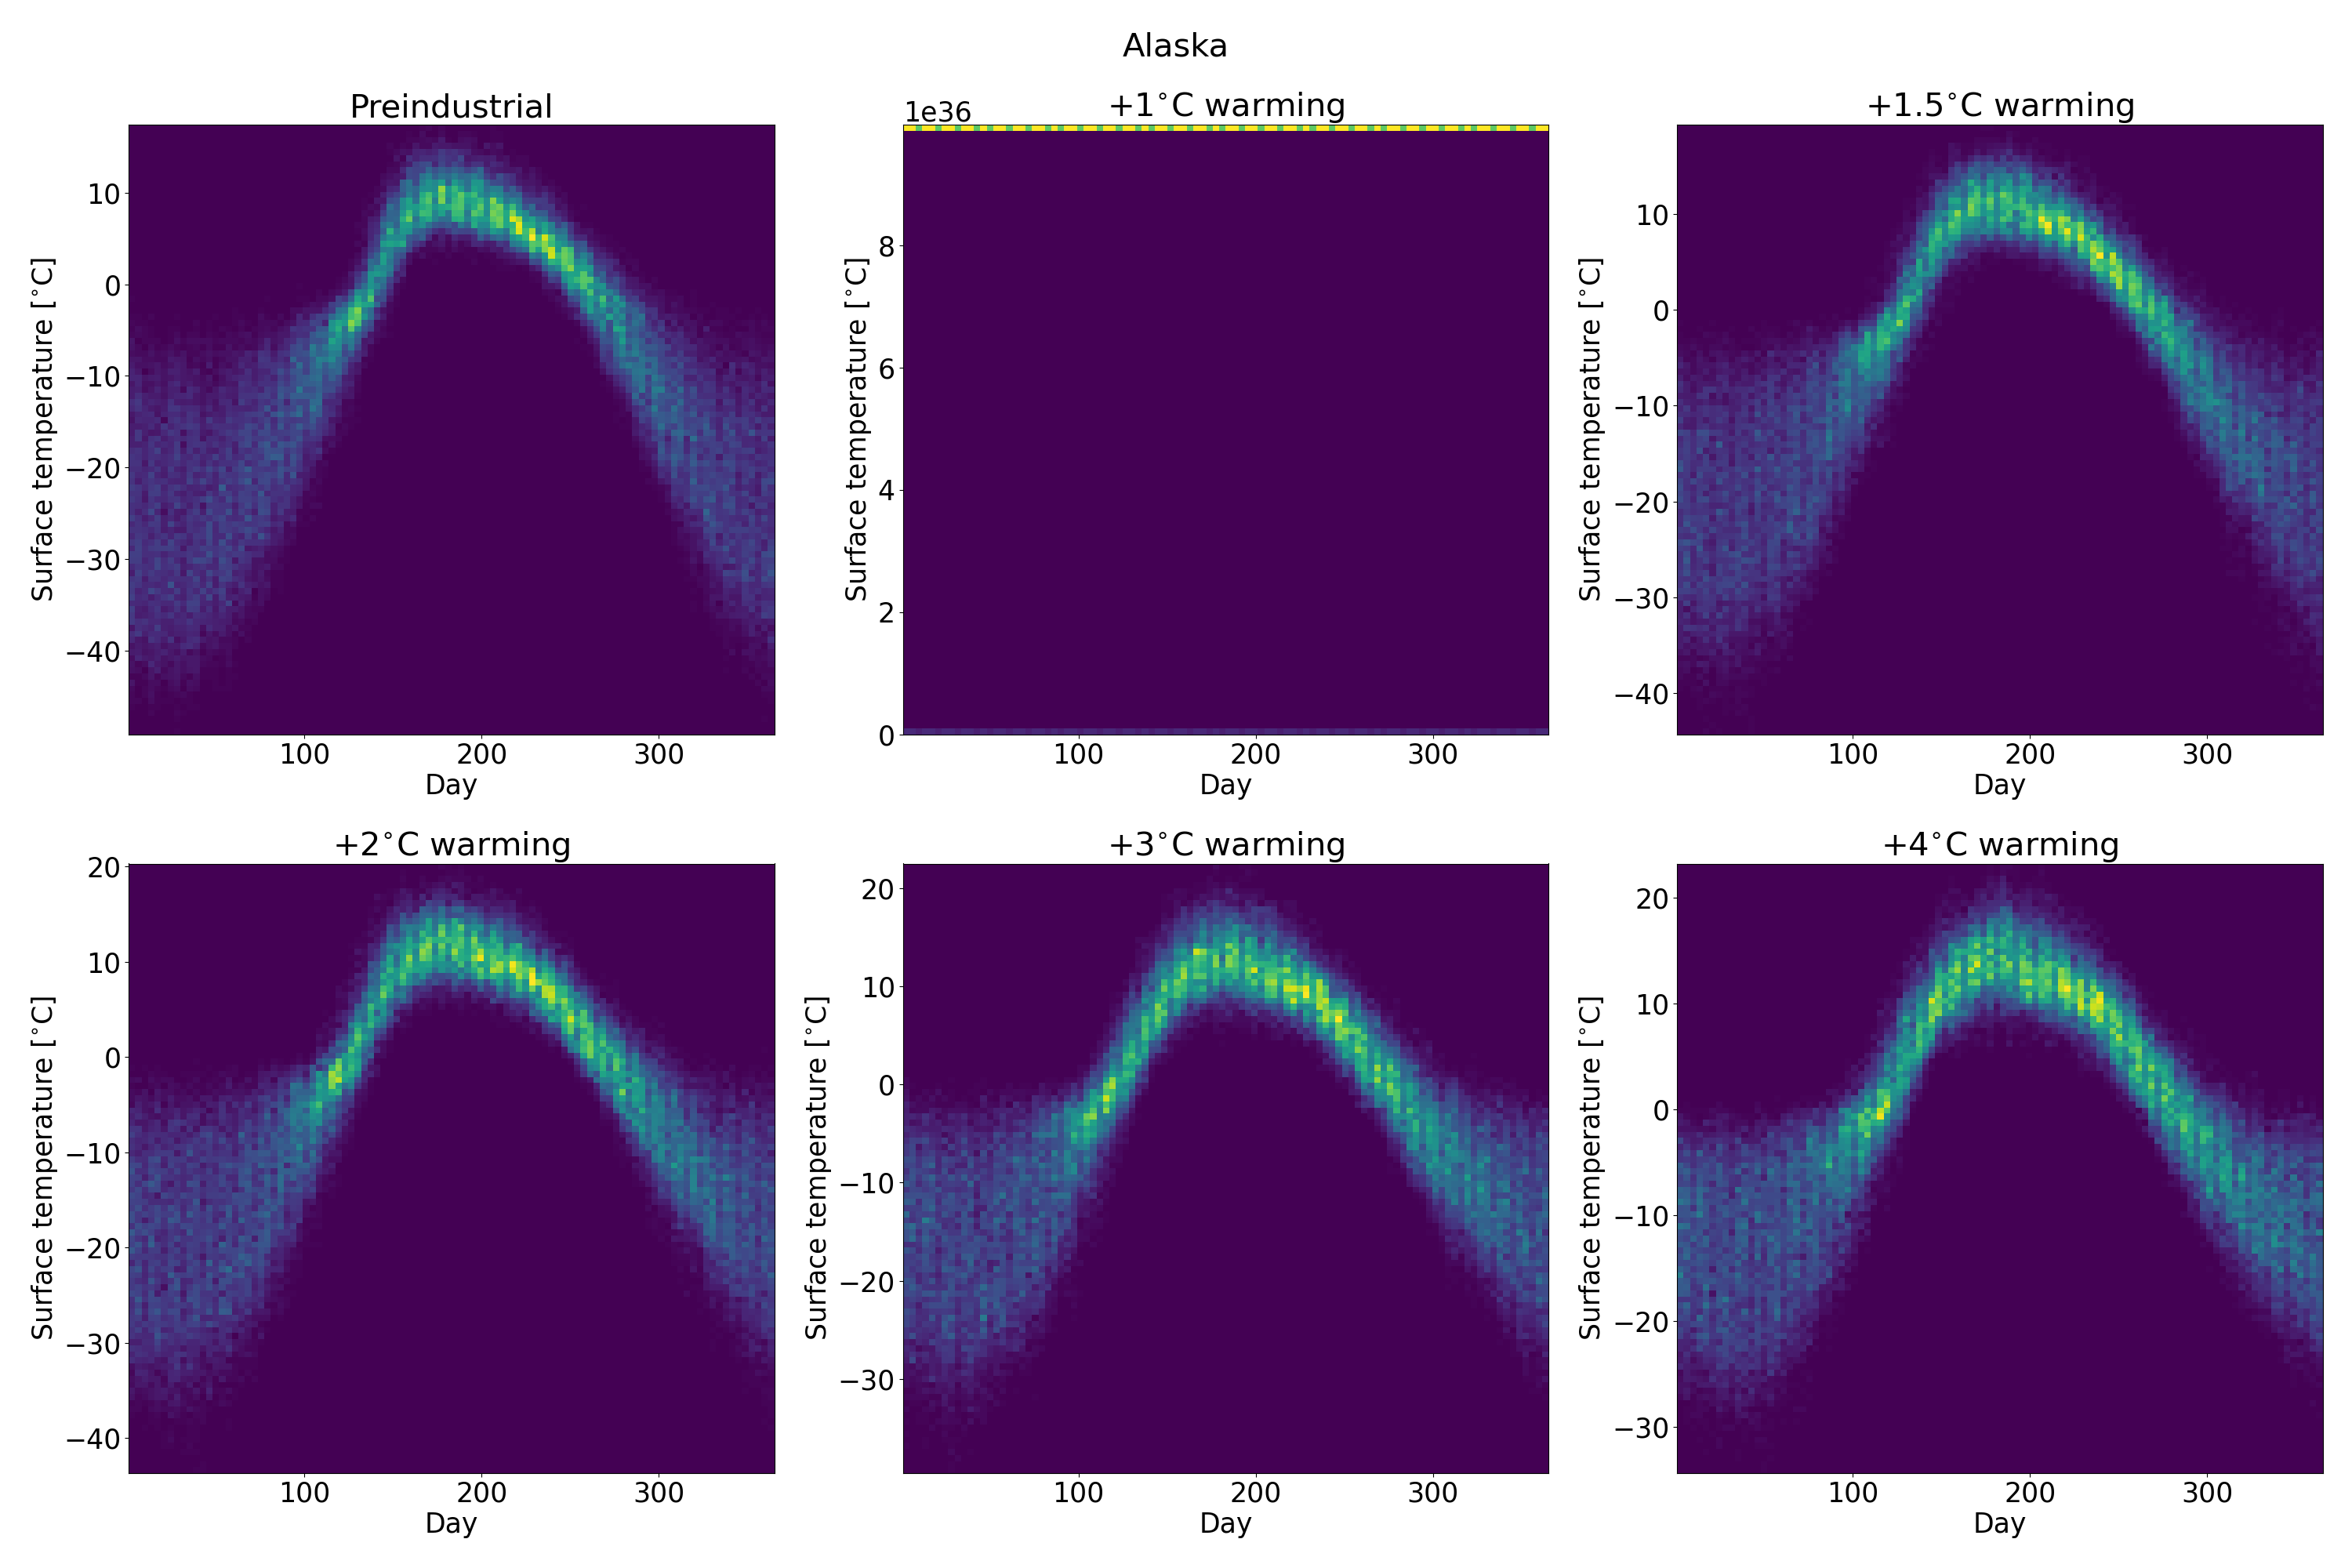 Alaska
Preindustrial
10
0
−10
−20
−30
−40
Surface temperature [°C]
100 200 300
Day
+1°C warming
1e36
8
6
4
2
0
Surface temperature [°C]
100 200 300
Day
+1.5°C warming
10
0
−10
−20
−30
−40
Surface temperature [°C]
100 200 300
Day
+2°C warming
20
10
0
−10
−20
−30
−40
Surface temperature [°C]
100 200 300
Day
+3°C warming
20
10
0
−10
−20
−30
Surface temperature [°C]
100 200 300
Day
+4°C warming
20
10
0
−10
−20
−30
Surface temperature [°C]
100 200 300
Day